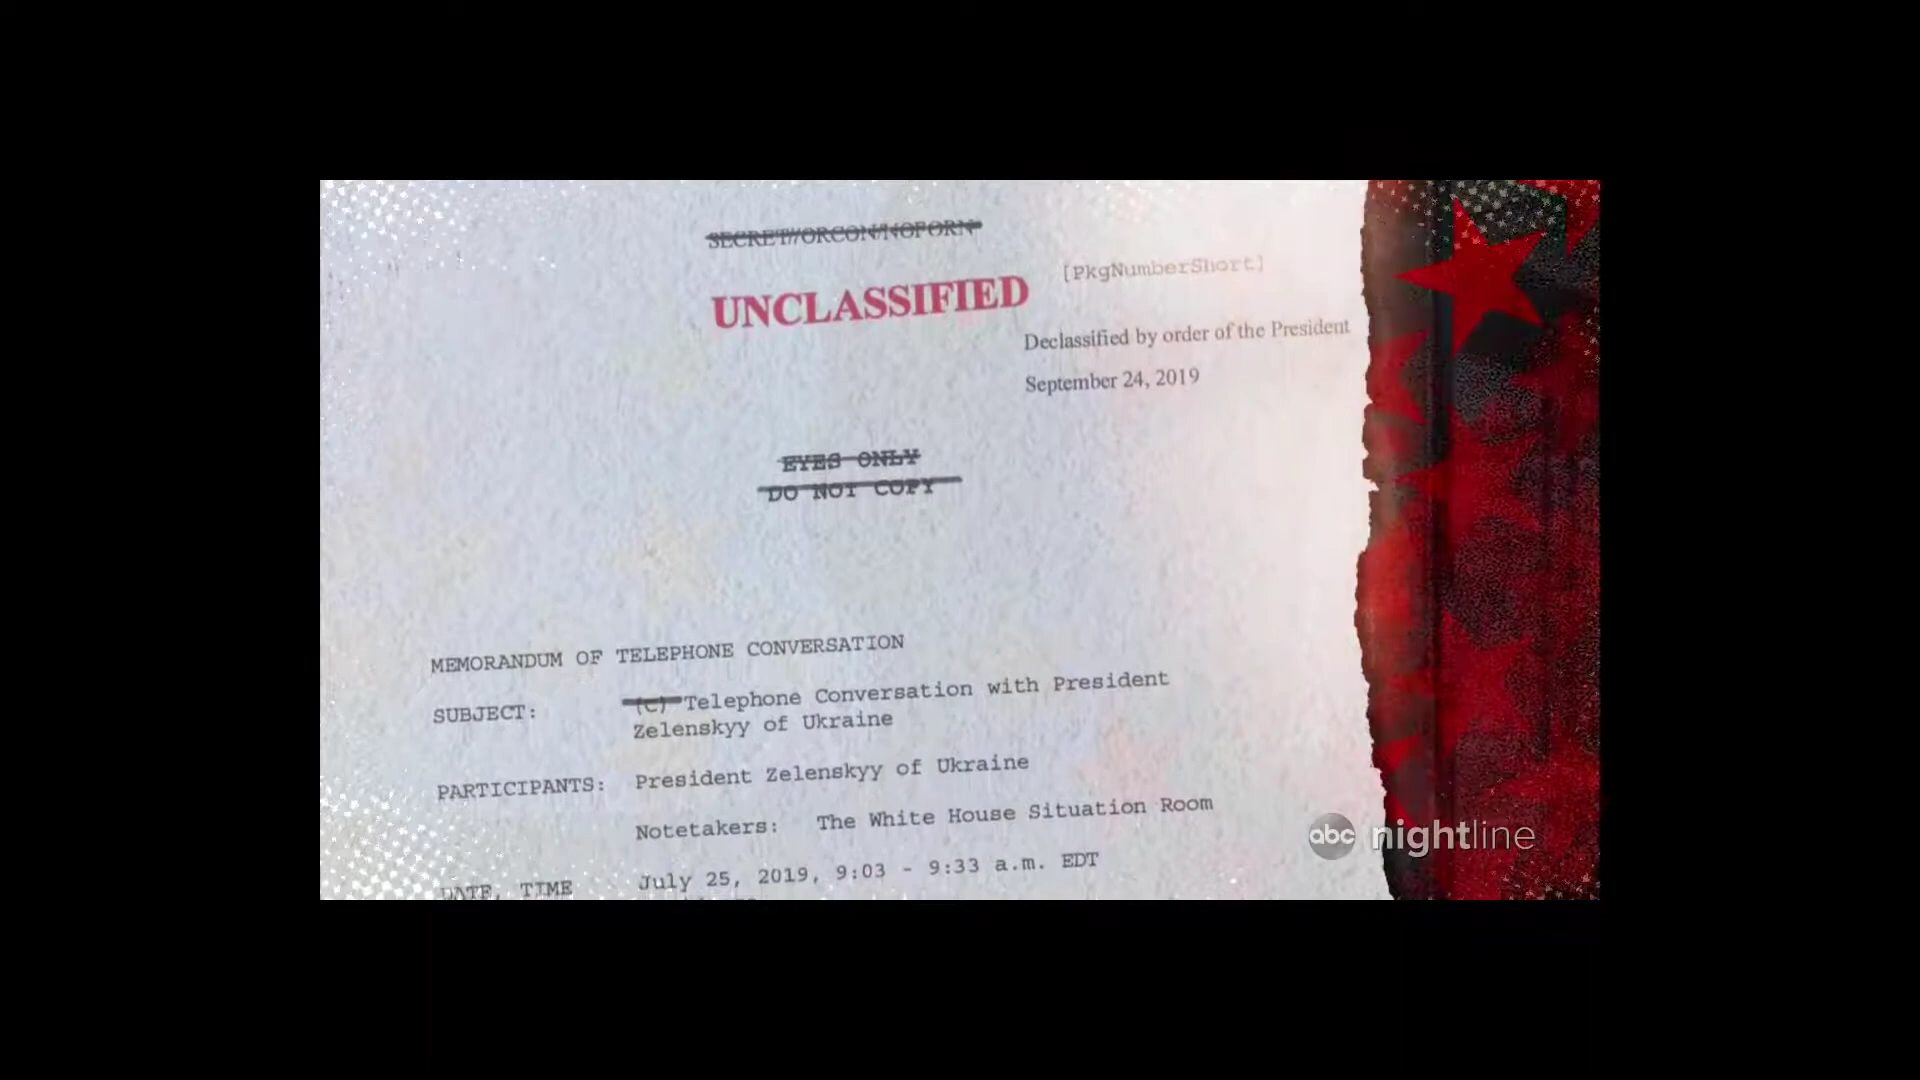 SECRET//ORCON/NOFORN
[PkgNumberShort]
UNCLASSIFIED
Declassified by order of the President
September 24, 2019
EYES ONLY
DO NOT COPY
MEMORANDUM OF TELEPHONE CONVERSATION
SUBJECT: (C) Telephone Conversation with President
Zelenskyy of Ukraine
PARTICIPANTS: President Zelenskyy of Ukraine
Notetakers: The White House Situation Room
DATE, TIME July 25, 2019, 9:03 - 9:33 a.m. EDT
abc nightline